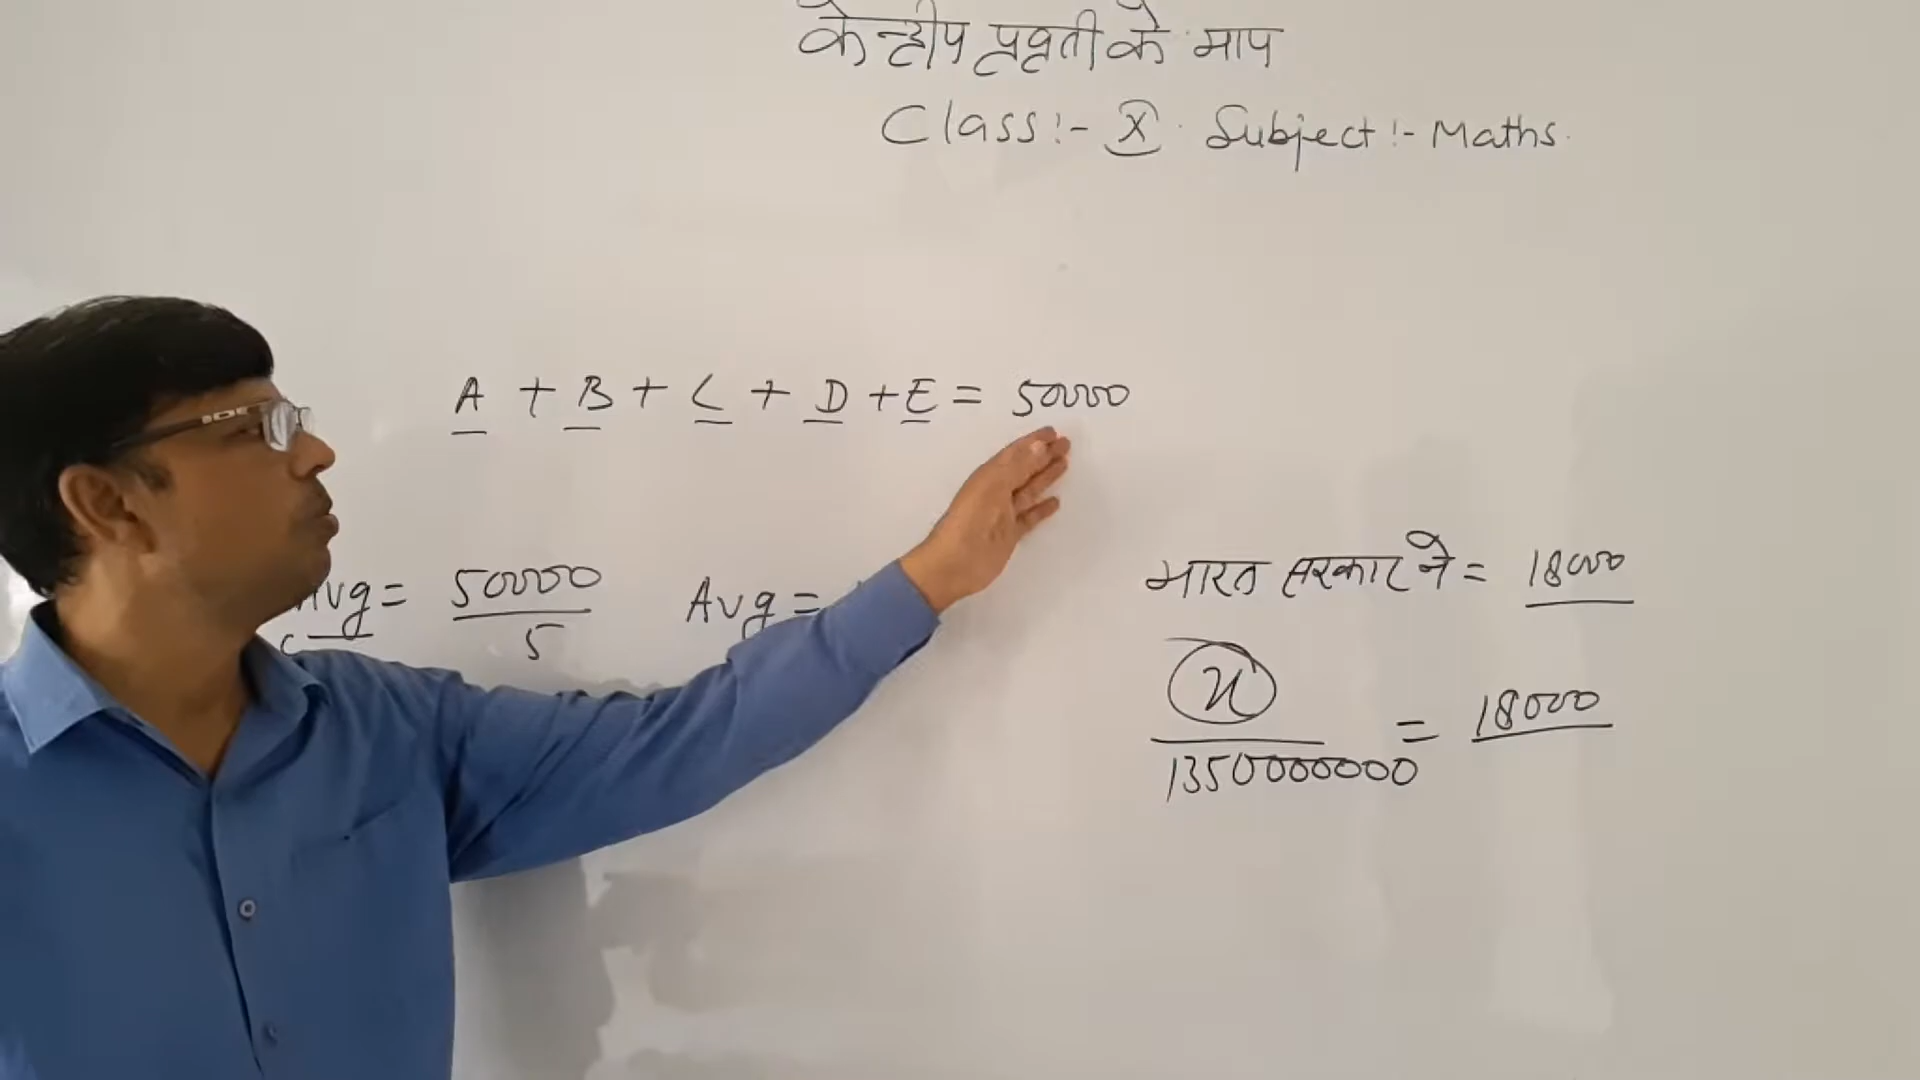 केन्द्रीय प्रवृती के माप
Class:- X Subject:- Maths.
A + B + C + D + E = 50000
Avg = 50000/5 Avg =
भारत सरकार ने = 18000
x/1350000000 = 18000